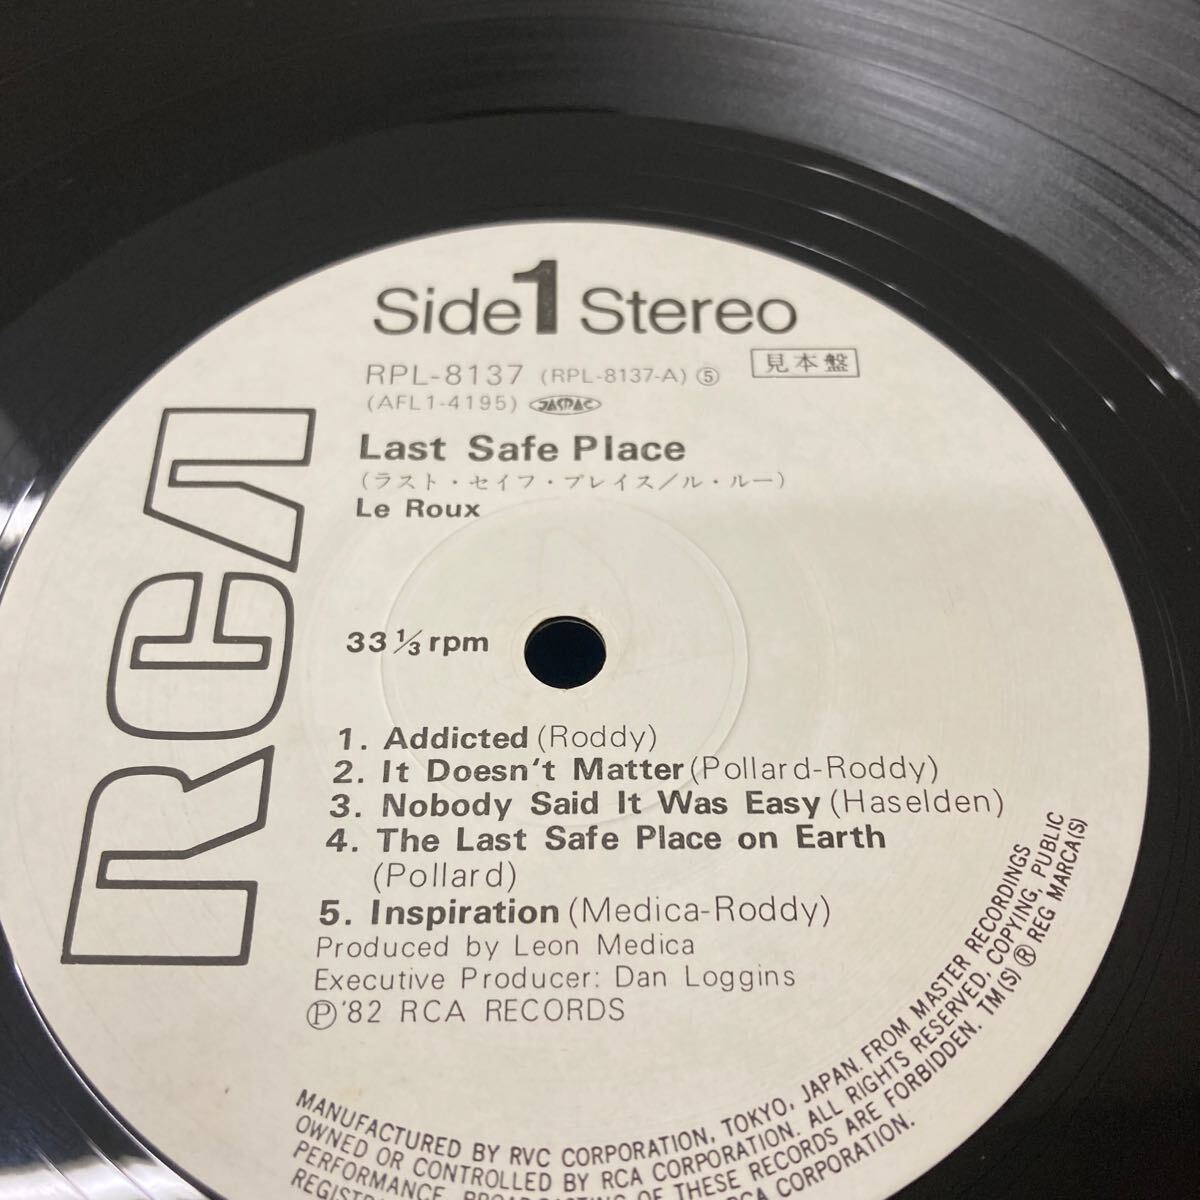 RCA
Side 1 Stereo
RPL-8137 (RPL-8137-A) ⑤ 見本盤
(AFL1-4195) JASRAC
Last Safe Place
(ラスト・セイフ・プレイス/ル・ルー)
Le Roux
33 1/3 rpm
1. Addicted (Roddy)
2. It Doesn't Matter (Pollard-Roddy)
3. Nobody Said It Was Easy (Haselden)
4. The Last Safe Place on Earth
(Pollard)
5. Inspiration (Medica-Roddy)
Produced by Leon Medica
Executive Producer: Dan Loggins
Ⓟ'82 RCA RECORDS
MANUFACTURED BY RVC CORPORATION, TOKYO, JAPAN. FROM MASTER RECORDINGS
OWNED OR CONTROLLED BY RCA CORPORATION. ALL RIGHTS RESERVED, COPYING, PUBLIC
PERFORMANCE, BROADCASTING OF THESE RECORDS ARE FORBIDDEN. TM(S) ® REG MARCA(S)
RCA CORPORATION.